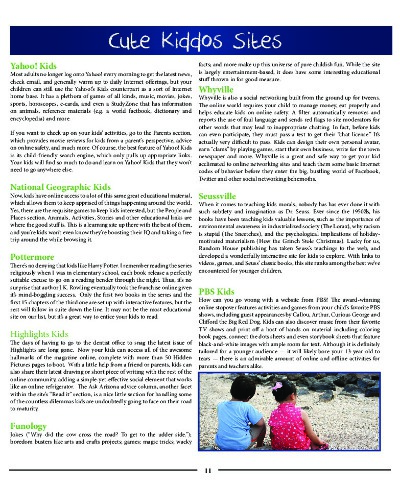 Cute Kiddos Sites
Yahoo! Kids
Most adults no longer log onto Yahoo! every morning to get the latest news,
check email, and generally warm up to daily Internet offerings, but your
children can still use the Yahoo!'s Kids counterpart as a sort of Internet
home base. It has a plethora of games of all kinds, music, movies, jokes,
sports, horoscopes, e-cards, and even a StudyZone that has information
on animals, reference materials (e.g. a world factbook, dictionary and
encyclopedia) and more.
If you want to check up on your kids' activities, go to the Parents section,
which provides movie reviews for kids from a parent's perspective, advice
on online safety, and much more. Of course, the best feature of Yahoo! Kids
is its child friendly search engine, which only pulls up appropriate links.
Your kids will find so much to do and learn on Yahoo! Kids that they won't
need to go anywhere else.
National Geographic Kids
Now, kids have online access to a lot of this same great educational material,
which allows them to keep apprised of things happening around the world.
Yes, there are the requisite games to keep kids interested, but the People and
Place's section, Animals, Activities, Stories and other educational links are
where the good stuff is. This is a learning site up there with the best of them,
and you're kids won't even know they're boosting their IQ and taking a free
trip around the while browsing it.
Pottermore
There's no denying that kids like Harry Potter. I remember reading the series
religiously when I was in elementary school, each book release a perfectly
suitable excuse to go on a reading bender through the night. Thus, it's no
surprise that author J.K. Rowling eventually took the franchise online given
it's mind-boggling success. Only the first two books in the series and the
first 15 chapters of the third one are set up with interactive features, but the
rest will follow in suite down the line. It may not be the most educational
site on our list, but it's a great way to entice your kids to read.
Highlights Kids
The days of having to go to the dentist office to snag the latest issue of
Highlights are long gone. Now your kids can access all of the awesome
hallmarks of the magazine online, complete with more than 50 Hidden
Pictures pages to boot. With a little help from a friend or parents, kids can
also share their latest drawing or short piece of writing with the rest of the
online community, adding a simple yet effective social element that works
like an online refrigerator. The Ask Arizona advice column, another facet
within the site's "Read it" section, is a nice little section for handling some
of the countless dilemmas kids are undoubtedly going to face on their road
to maturity.
Funology
Jokes ("Why did the cow cross the road? To get to the udder side.");
boredom busters like arts and crafts projects; games; magic tricks; wacky
facts; and more make up this universe of pure childish fun. While the site
is largely entertainment-based, it does have some interesting educational
stuff thrown in for good measure.
Whyville
Whyville is also a social networking built from the ground up for tweens.
The online world requires your child to manage money, eat properly and
helps educate kids on online safety. A filter automatically removes and
reports the use of foul language and sends red flags to site moderators for
other words that may lead to inappropriate chatting. In fact, before kids
can even participate, they must pass a test to get their "chat license." It's
actually very difficult to pass. Kids can design their own personal avatar,
earn "clams" by playing games, start their own business, write for the town
newspaper and more. Whyville is a great and safe way to get your kid
acclimated to online networking sites and teach them some basic Internet
codes of behavior before they enter the big, bustling world of Facebook,
Twitter and other social networking behemoths.
Seussville
When it comes to teaching kids morals, nobody has has ever done it with
such subtlety and imagination as Dr. Seuss. Ever since the 1950s, his
books have been teaching kids valuable lessons, such as the importance of
environmental awareness in industrialized society (The Lorax), why racism
is stupid (The Sneetches), and the psychological implications of holiday-
motivated materialism (How the Grinch Stole Christmas). Lucky for us,
Random House publishing has taken Seuss's teachings to the web, and
developed a wonderfully interactive site for kids to explore. With links to
videos, games, and Seuss' classic books, this site ranks among the best we've
encountered for younger children.
PBS Kids
How can you go wrong with a website from PBS? The award-winning
online stopover features activities and games from your child's favorite PBS
shows, including guest appearances by Caillou, Arthur, Curious George and
Clifford the Big Red Dog. Kids can also discover music from their favorite
TV shows and print off a host of hands-on material including coloring
book pages, connect the dots sheets and even storybook sheets that feature
black-and-white images with ample room for text. Although it is definitely
tailored for a younger audience — it will likely bore your 13-year old to
tears — there is an admirable amount of online and offline activities for
parents and teachers alike.
11